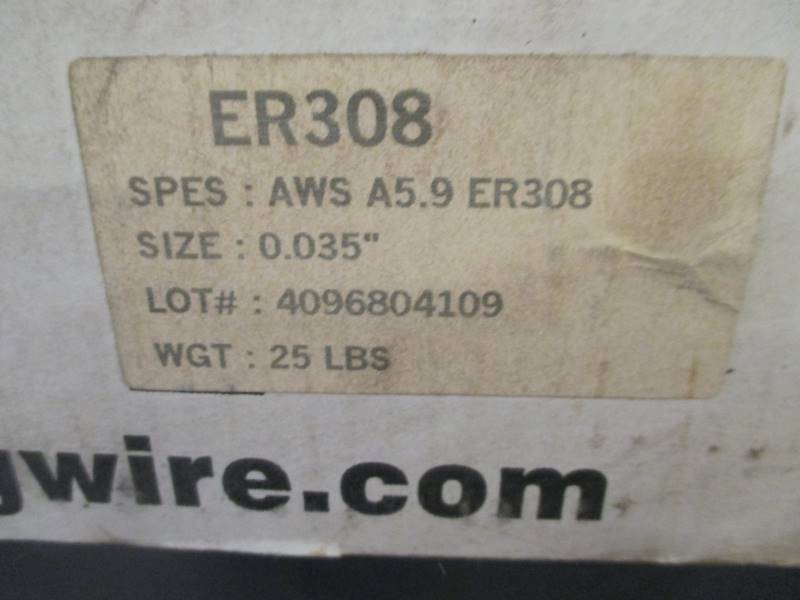 ER308
SPES : AWS A5.9 ER308
SIZE : 0.035"
LOT# : 4096804109
WGT : 25 LBS
gwire.com